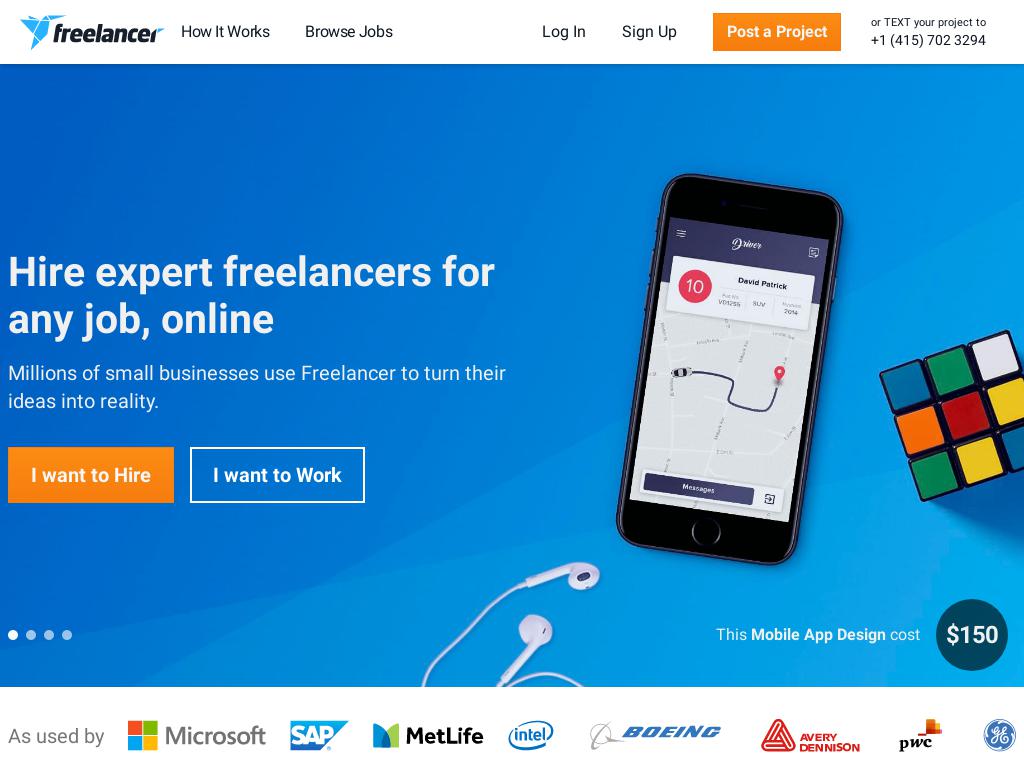 freelancer
How It Works
Browse Jobs
Log In
Sign Up
Post a Project
or TEXT your project to
+1 (415) 702 3294
Hire expert freelancers for
any job, online
Millions of small businesses use Freelancer to turn their
ideas into reality.
I want to Hire
I want to Work
Driver
10
David Patrick
VD1256
SUV
2014
Messages
This Mobile App Design cost
$150
As used by
Microsoft
SAP
MetLife
intel
BOEING
AVERY
DENNISON
pwc